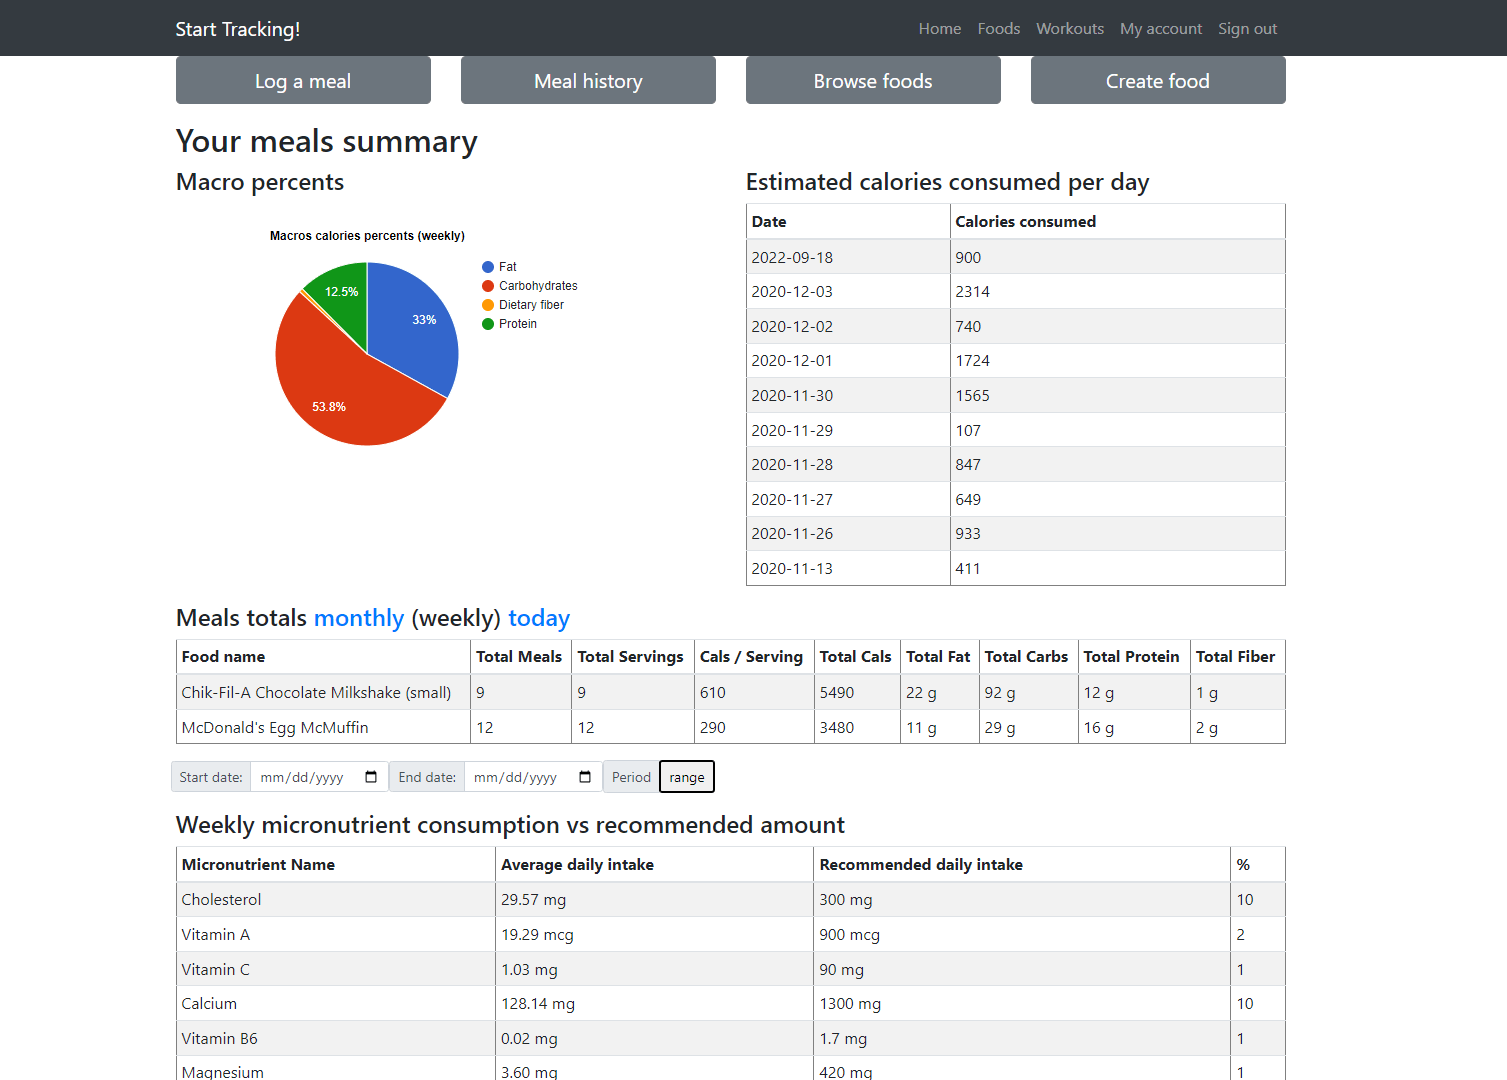 Start Tracking!
Home Foods Workouts My account Sign out
Log a meal Meal history Browse foods Create food
Your meals summary
Macro percents
Macros calories percents (weekly)
Fat
Carbohydrates
Dietary fiber
Protein
12.5%
33%
53.8%
Estimated calories consumed per day
Date Calories consumed
2022-09-18 900
2020-12-03 2314
2020-12-02 740
2020-12-01 1724
2020-11-30 1565
2020-11-29 107
2020-11-28 847
2020-11-27 649
2020-11-26 933
2020-11-13 411
Meals totals monthly (weekly) today
Food name Total Meals Total Servings Cals / Serving Total Cals Total Fat Total Carbs Total Protein Total Fiber
Chik-Fil-A Chocolate Milkshake (small) 9 9 610 5490 22 g 92 g 12 g 1 g
McDonald's Egg McMuffin 12 12 290 3480 11 g 29 g 16 g 2 g
Start date: mm/dd/yyyy End date: mm/dd/yyyy Period range
Weekly micronutrient consumption vs recommended amount
Micronutrient Name Average daily intake Recommended daily intake %
Cholesterol 29.57 mg 300 mg 10
Vitamin A 19.29 mcg 900 mcg 2
Vitamin C 1.03 mg 90 mg 1
Calcium 128.14 mg 1300 mg 10
Vitamin B6 0.02 mg 1.7 mg 1
Magnesium 3.60 mg 420 mg 1